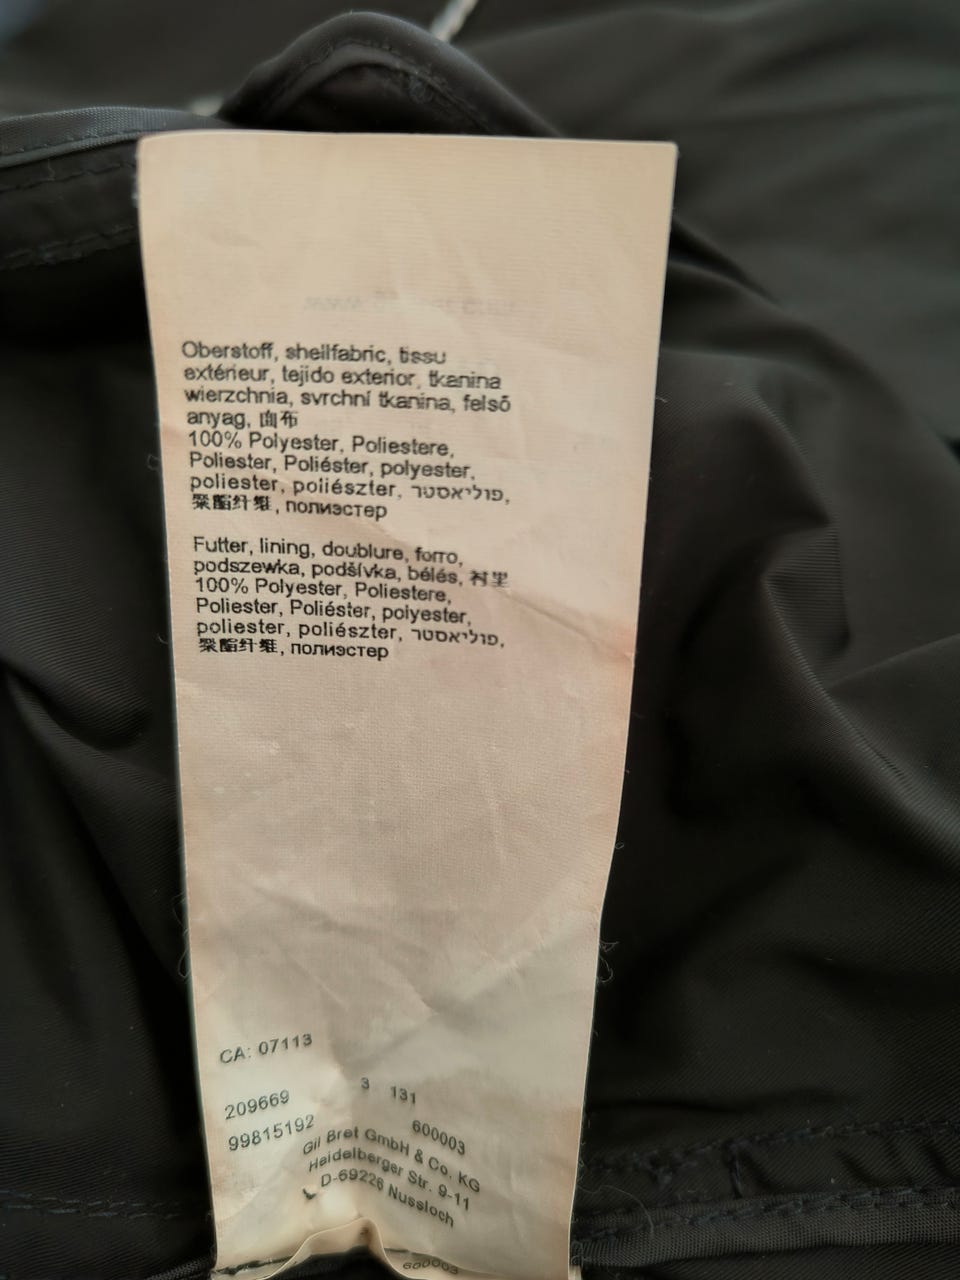 Oberstoff, shellfabric, tissu
extérieur, tejido exterior, tkanina
wierzchnia, svrchní tkanina, felső
anyag, 面布
100% Polyester, Poliestere,
Poliester, Poliéster, polyester,
poliester, poliészter, פוליאסטר,
聚酯纤维, полиэстер
Futter, lining, doublure, forro,
podszewka, podšívka, bélés, 衬里
100% Polyester, Poliestere,
Poliester, Poliéster, polyester,
poliester, poliészter, פוליאסטר,
聚酯纤维, полиэстер
CA: 07113
209669 3 131
99815192 600003
Gil Bret GmbH & Co. KG
Heidelberger Str. 9-11
D-69226 Nussloch
600003